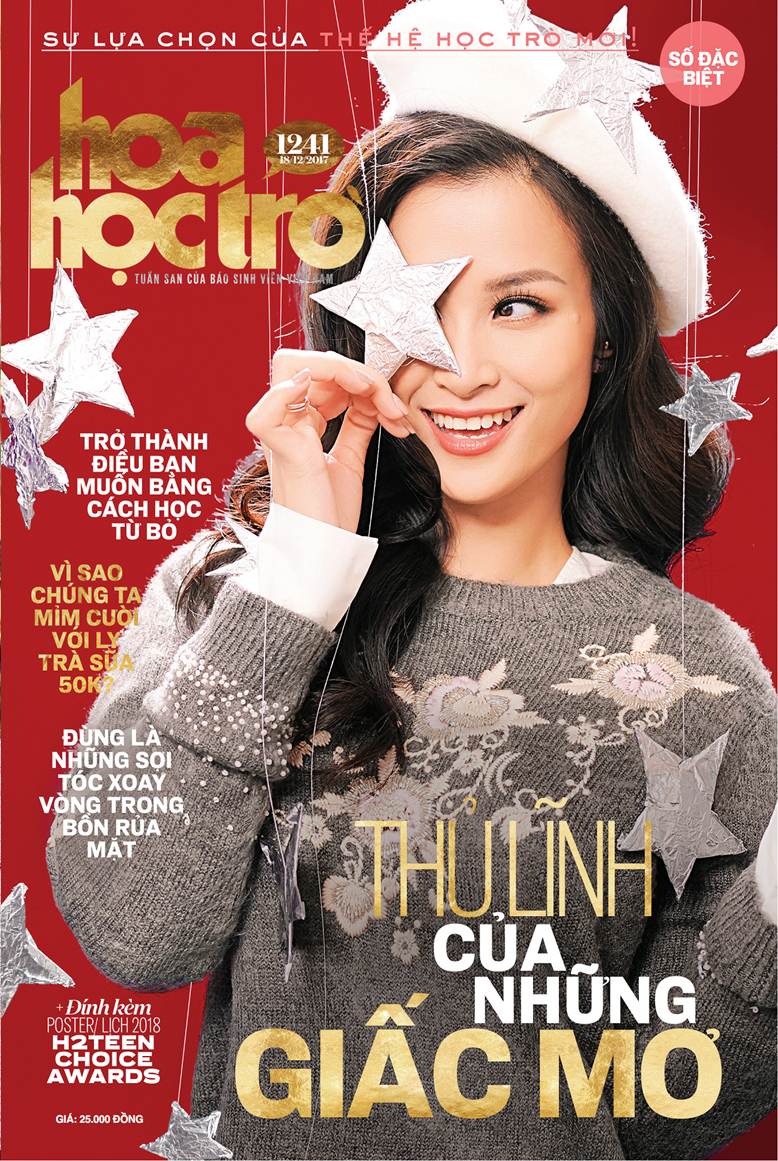 SỰ LỰA CHỌN CỦA THẾ HỆ HỌC TRÒ MỚI!
SỐ ĐẶC
BIỆT
hoa
học trò
1241
18/12/2017
TUẦN SAN CỦA BÁO SINH VIÊN VIỆT NAM
TRỞ THÀNH
ĐIỀU BẠN
MUỐN BẰNG
CÁCH HỌC
TỪ BỎ
VÌ SAO
CHÚNG TA
MỈM CƯỜI
VỚI LY
TRÀ SỮA
50K?
ĐỪNG LÀ
NHỮNG SỢI
TÓC XOAY
VÒNG TRONG
BỒN RỬA
MẶT
THỦ LĨNH
CỦA
NHỮNG
GIẤC MƠ
+ Đính kèm
POSTER/ LỊCH 2018
H2TEEN
CHOICE
AWARDS
GIÁ: 25.000 ĐỒNG